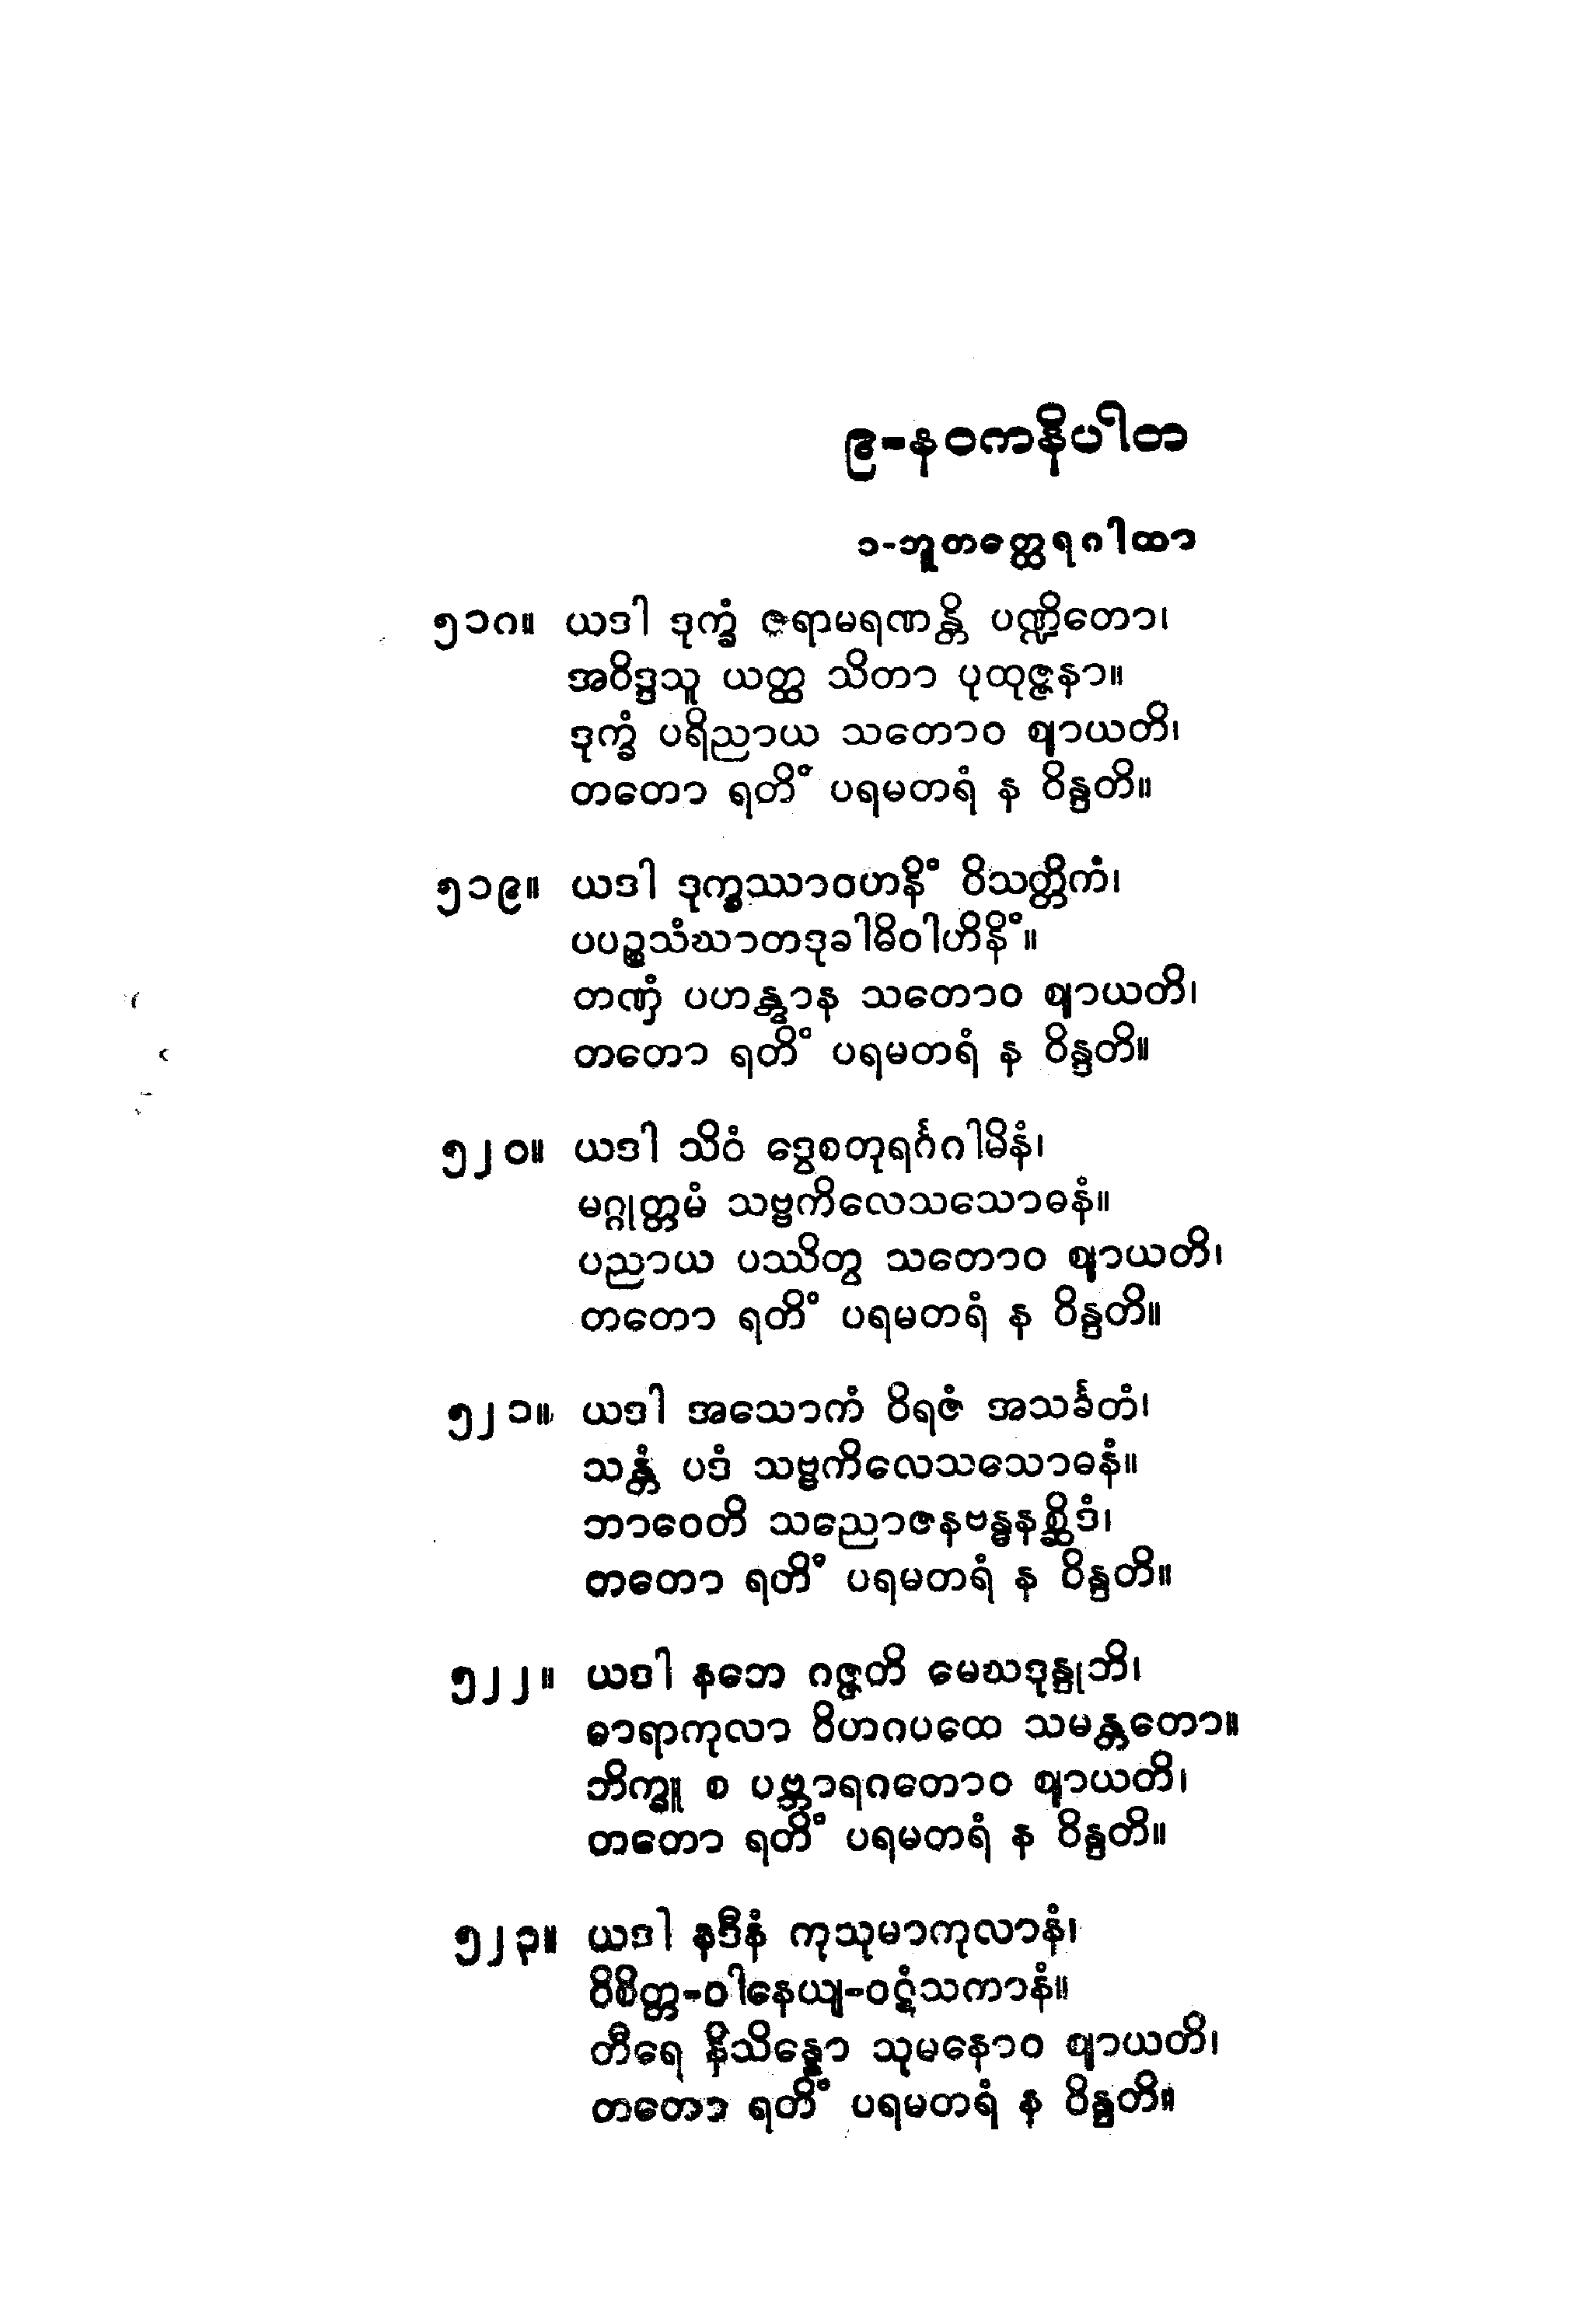 ၉-နဝကနိပါတ
၁-ဘူတတ္ထေရဂါထာ
၅၁ဂ။ ယဒါ ဒုက္ခံ ဇရာမရဏန္တိ ပဏ္ဍိတော၊
အဝိဒ္ဒသူ ယတ္ထ သိတာ ပုထုဇ္ဇနာ။
ဒုက္ခံ ပရိညာယ သတောဝ ဈာယတိ၊
တတော ရတိံ ပရမတရံ န ဝိန္ဒတိ။
၅၁၉။ ယဒါ ဒုက္ခဿာဝဟနိံ ဝိသတ္တိကံ၊
ပပဉ္စသံဃာတဒုခါဓိဝါဟိနိံ။
တဏှံ ပဟန္တွာန သတောဝ ဈာယတိ၊
တတော ရတိံ ပရမတရံ န ဝိန္ဒတိ။
၅၂၀။ ယဒါ သိဝံ ဒွေစတုရင်္ဂဂါမိနံ၊
မဂ္ဂုတ္တမံ သဗ္ဗကိလေသသောဓနံ။
ပညာယ ပဿိတွ သတောဝ ဈာယတိ၊
တတော ရတိံ ပရမတရံ န ဝိန္ဒတိ။
၅၂၁။ ယဒါ အသောကံ ဝိရဇံ အသင်္ခတံ၊
သန္တံ ပဒံ သဗ္ဗကိလေသသောဓနံ။
ဘာဝေတိ သညောဇနဗန္ဓနစ္ဆိဒံ၊
တတော ရတိံ ပရမတရံ န ဝိန္ဒတိ။
၅၂၂။ ယဒါ နဘေ ဂဇ္ဇတိ မေဃဒုန္ဒုဘိ၊
ဓာရာကုလာ ဝိဟဂပထေ သမန္တတော။
ဘိက္ခူ စ ပဗ္ဘာရဂတောဝ ဈာယတိ၊
တတော ရတိံ ပရမတရံ န ဝိန္ဒတိ။
၅၂၃။ ယဒါ နဒီနံ ကုသုမာကုလာနံ၊
ဝိစိတ္တ-ဝါနေယျ-ဝဋံသကာနံ။
တီရေ နိသိန္နော သုမနောဝ ဈာယတိ၊
တတော ရတိံ ပရမတရံ န ဝိန္ဒတိ။